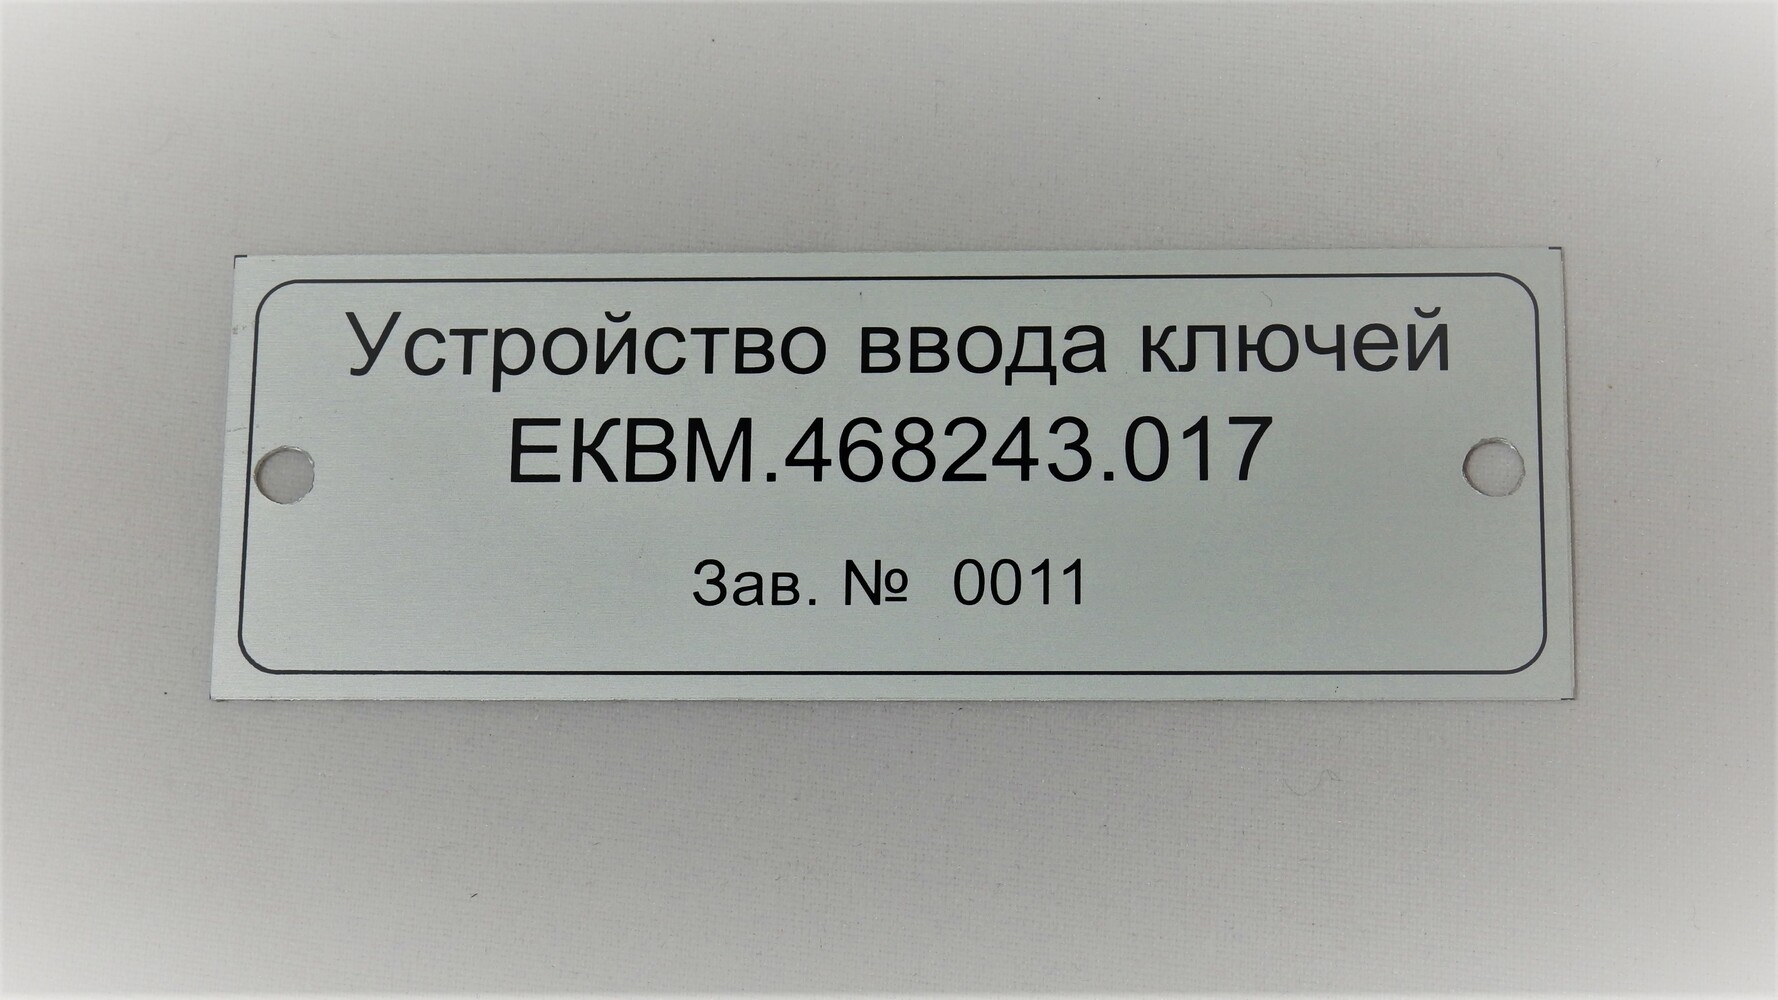 Устройство ввода ключей
ЕКВМ.468243.017
Зав. № 0011